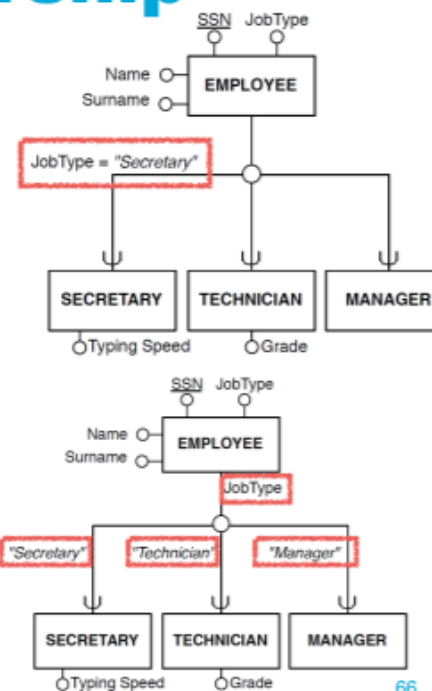 SSN JobType
Name
EMPLOYEE
Surname
JobType = "Secretary"
SECRETARY TECHNICIAN MANAGER
Typing Speed Grade
SSN JobType
Name
EMPLOYEE
Surname
JobType
"Secretary" "Technician" "Manager"
SECRETARY TECHNICIAN MANAGER
Typing Speed Grade
66